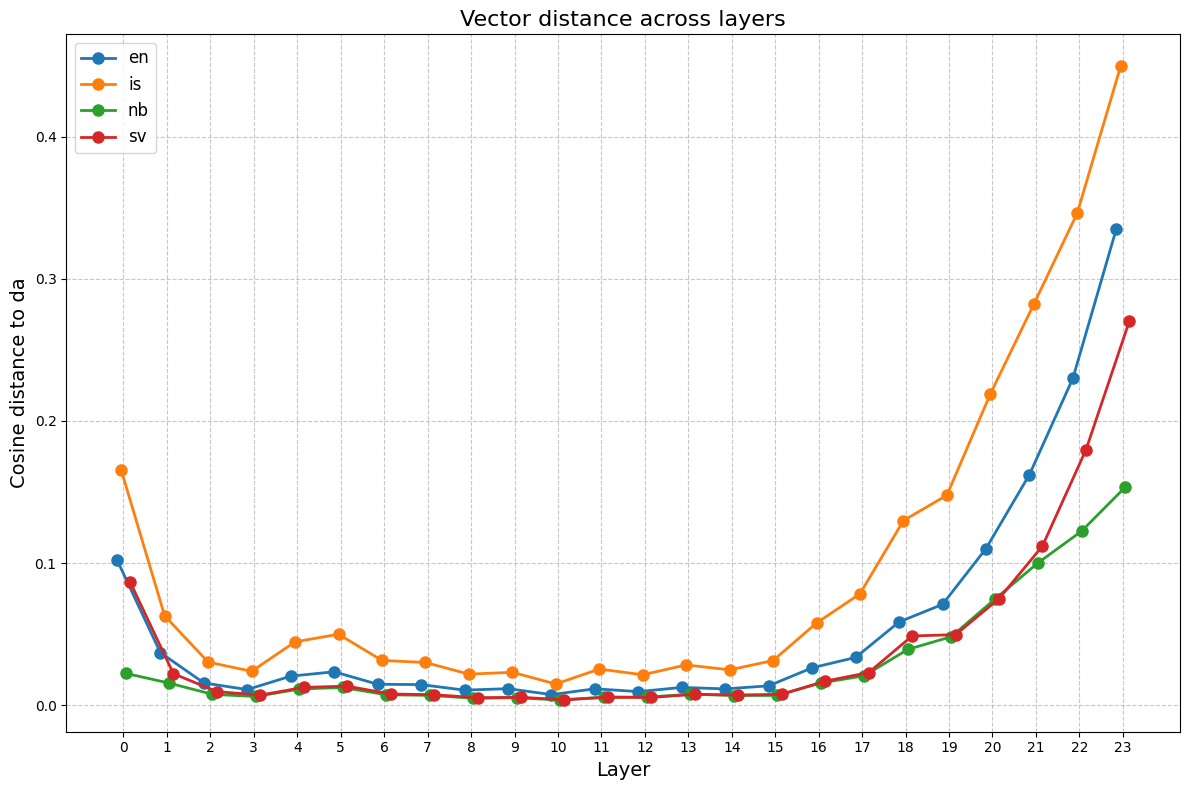 Vector distance across layers
en
is
nb
sv
Cosine distance to da
0.4
0.3
0.2
0.1
0.0
0 1 2 3 4 5 6 7 8 9 10 11 12 13 14 15 16 17 18 19 20 21 22 23
Layer